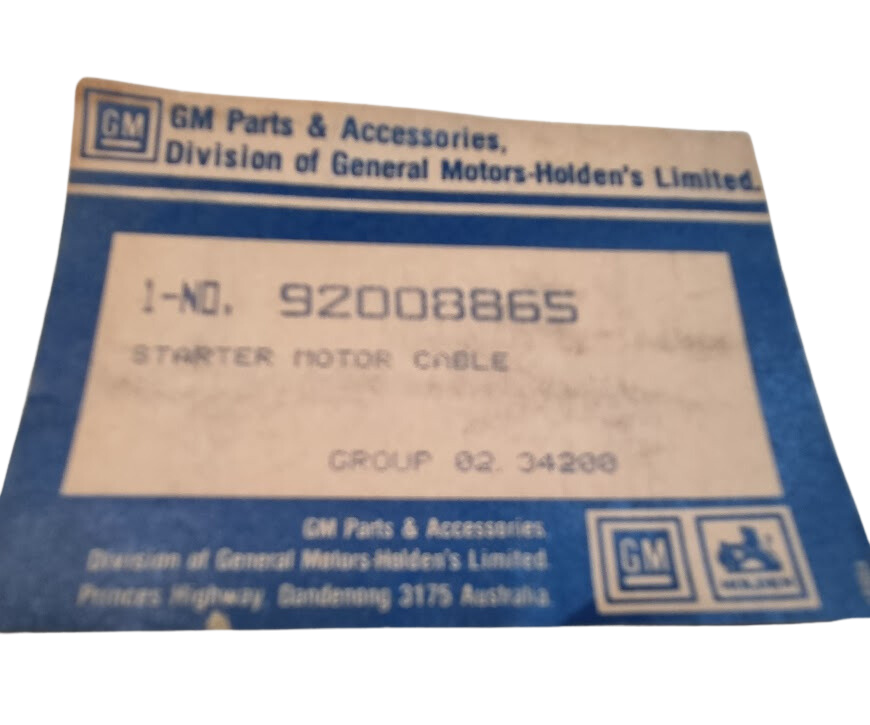 GM
GM Parts & Accessories,
Division of General Motors-Holden's Limited.
1-NO. 92008865
STARTER MOTOR CABLE
GROUP 02. 34200
GM Parts & Accessories.
Division of General Motors-Holden's Limited.
Princes Highway, Dandenong 3175 Australia.
GM
HOLDEN